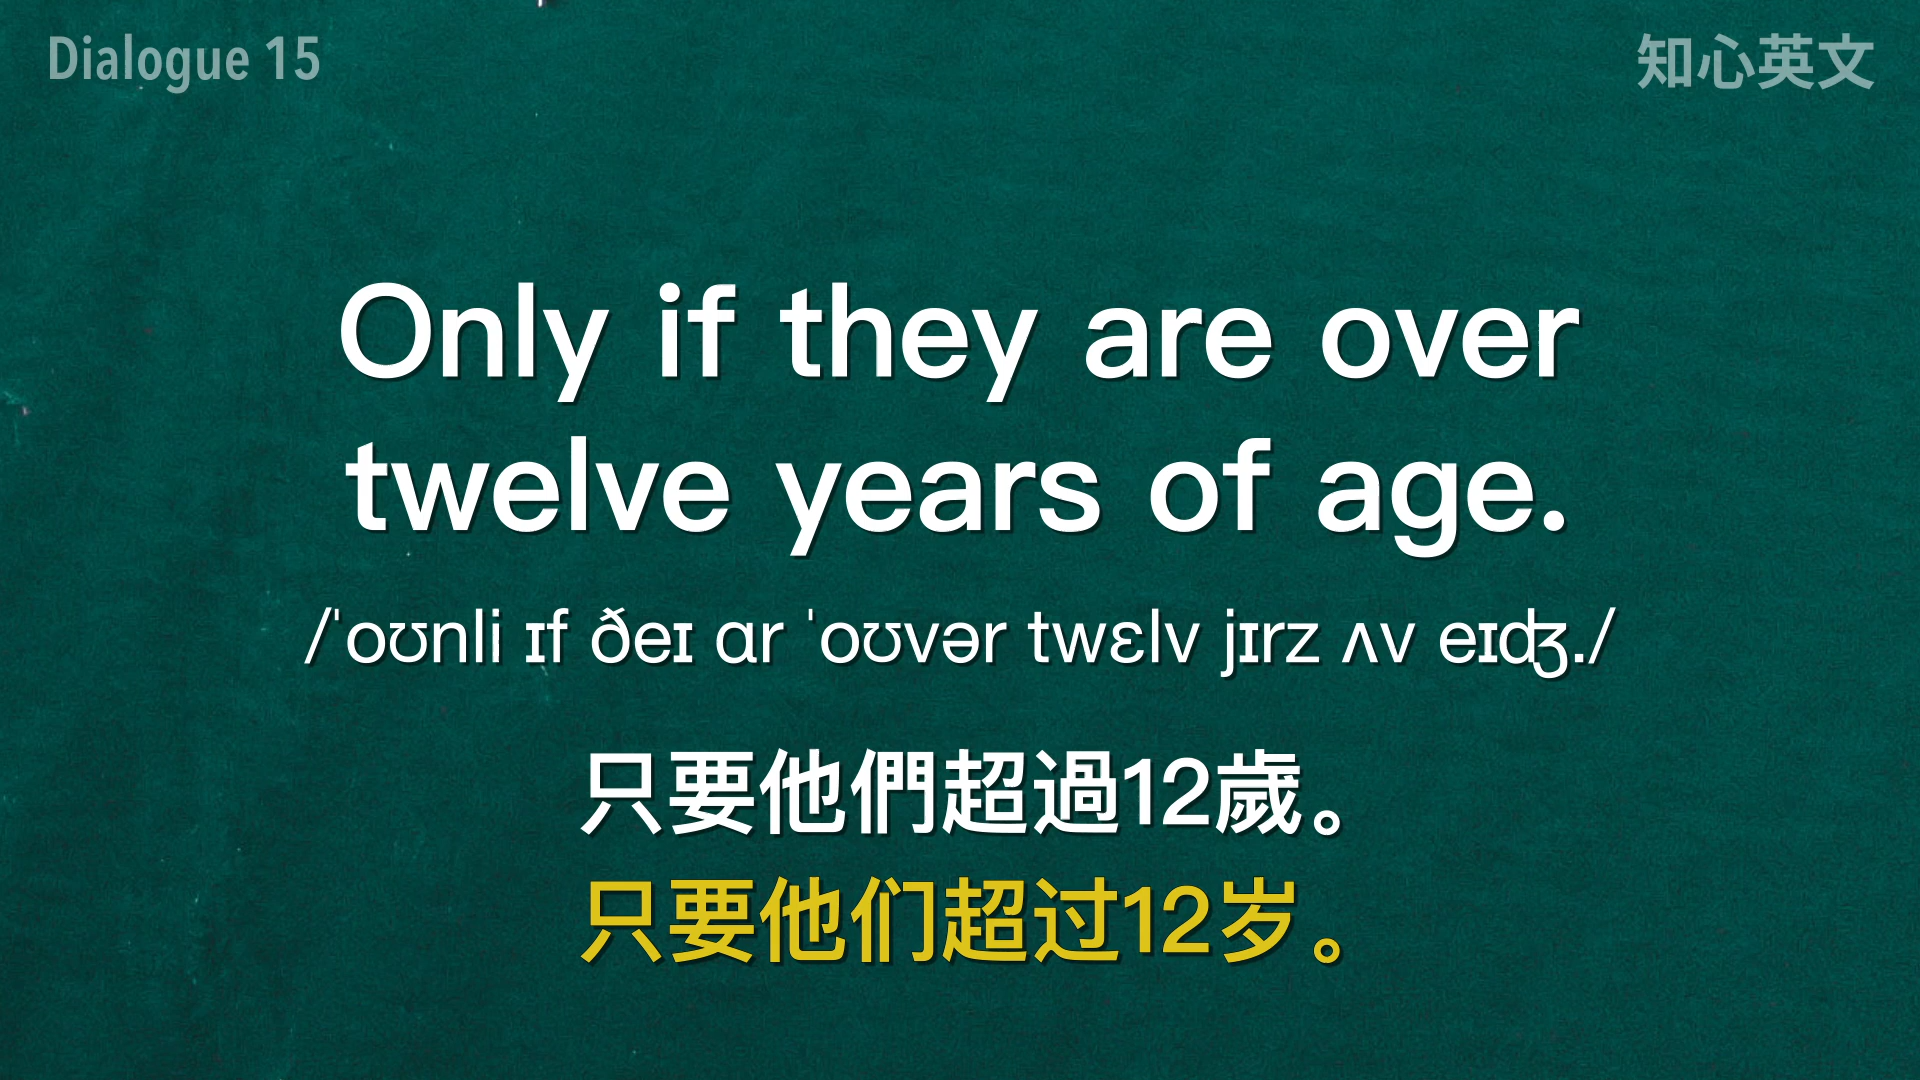 Dialogue 15
知心英文
Only if they are over
twelve years of age.
/ˈoʊnli ɪf ðeɪ ɑr ˈoʊvər twɛlv jɪrz ʌv eɪʤ./
只要他們超過12歲。
只要他们超过12岁。